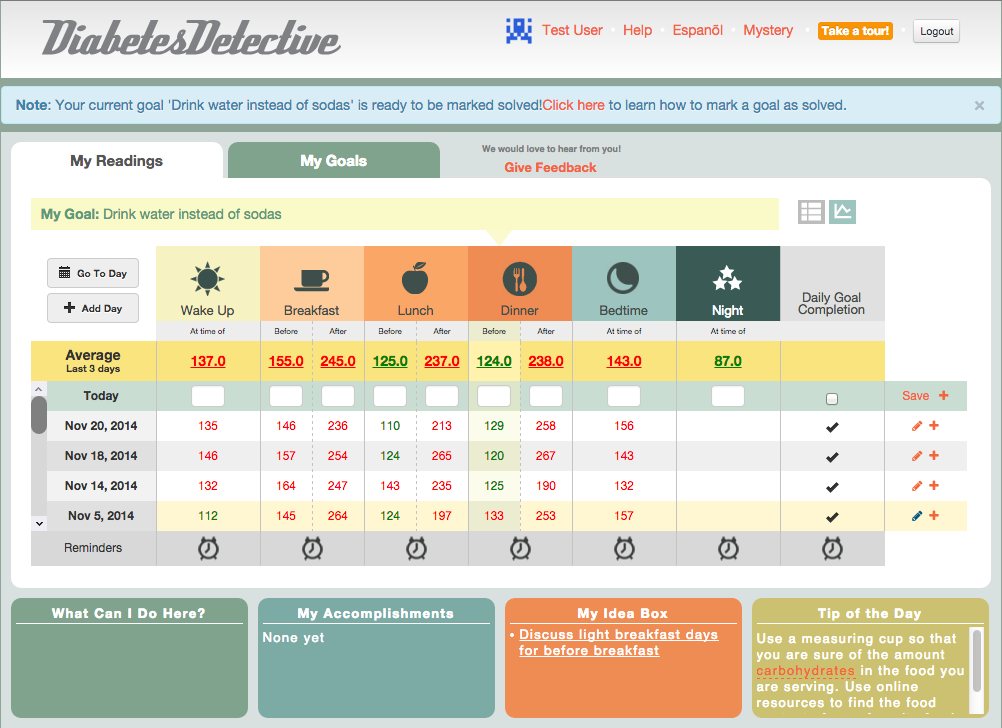 DiabetesDetective
Test User Help Espanõl Mystery Take a tour! Logout
Note: Your current goal 'Drink water instead of sodas' is ready to be marked solved!Click here to learn how to mark a goal as solved. ×
My Readings
My Goals
We would love to hear from you!
Give Feedback
My Goal: Drink water instead of sodas
Go To Day
Add Day
Wake Up Breakfast Lunch Dinner Bedtime Night Daily Goal Completion
At time of Before After Before After Before After At time of At time of
Average
Last 3 days
137.0 155.0 245.0 125.0 237.0 124.0 238.0 143.0 87.0
Today Save +
Nov 20, 2014 135 146 236 110 213 129 258 156
Nov 18, 2014 146 157 254 124 265 120 267 143
Nov 14, 2014 132 164 247 143 235 125 190 132
Nov 5, 2014 112 145 264 124 197 133 253 157
Reminders
What Can I Do Here?
My Accomplishments
None yet
My Idea Box
• Discuss light breakfast days
for before breakfast
Tip of the Day
Use a measuring cup so that
you are sure of the amount
carbohydrates in the food you
are serving. Use online
resources to find the food